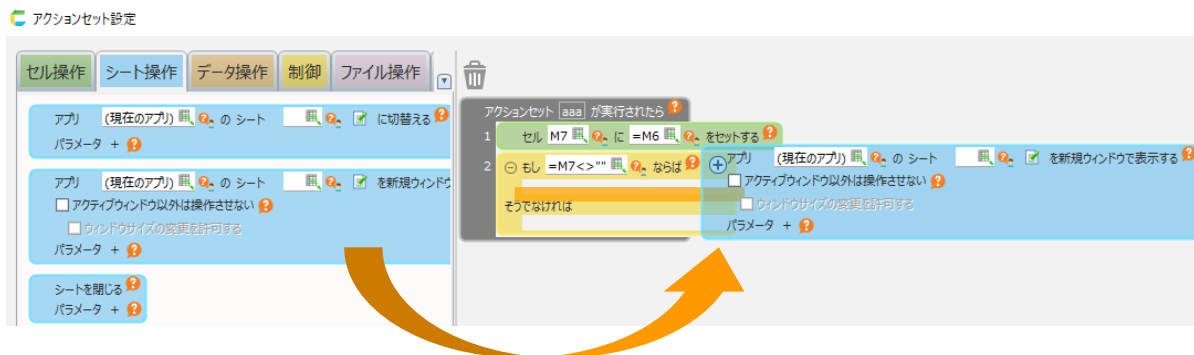 アクションセット設定
セル操作 シート操作 データ操作 制御 ファイル操作
アプリ (現在のアプリ) の シート に切替える
パラメータ +
アプリ (現在のアプリ) の シート を新規ウィンドウ
アクティブウィンドウ以外は操作させない
ウィンドウサイズの変更を許可する
パラメータ +
シートを閉じる
パラメータ +
アクションセット aaa が実行されたら
1 セル M7 に =M6 をセットする
2 もし =M7<>"" ならば
そうでなければ
アプリ (現在のアプリ) の シート を新規ウィンドウで表示する
アクティブウィンドウ以外は操作させない
ウィンドウサイズの変更を許可する
パラメータ +